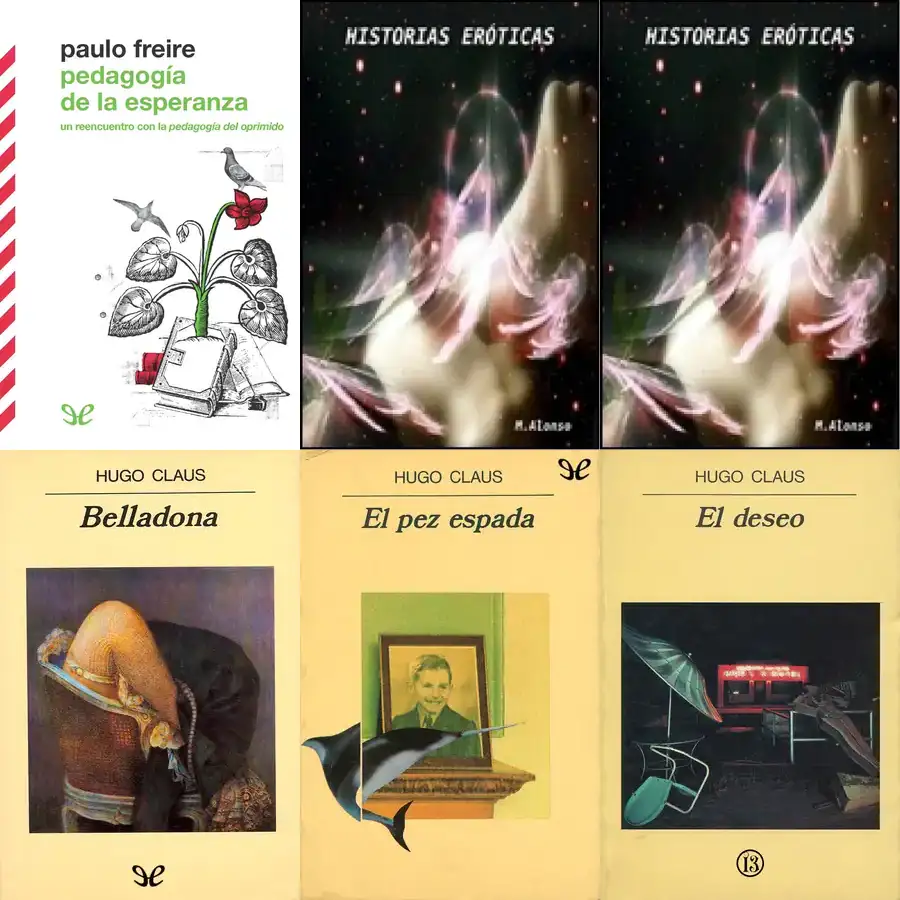 paulo freire
pedagogía
de la esperanza
un reencuentro con la pedagogía del oprimido
HISTORIAS ERÓTICAS
M.Alonso
HISTORIAS ERÓTICAS
M.Alonso
HUGO CLAUS
Belladona
HUGO CLAUS
El pez espada
HUGO CLAUS
El deseo
13